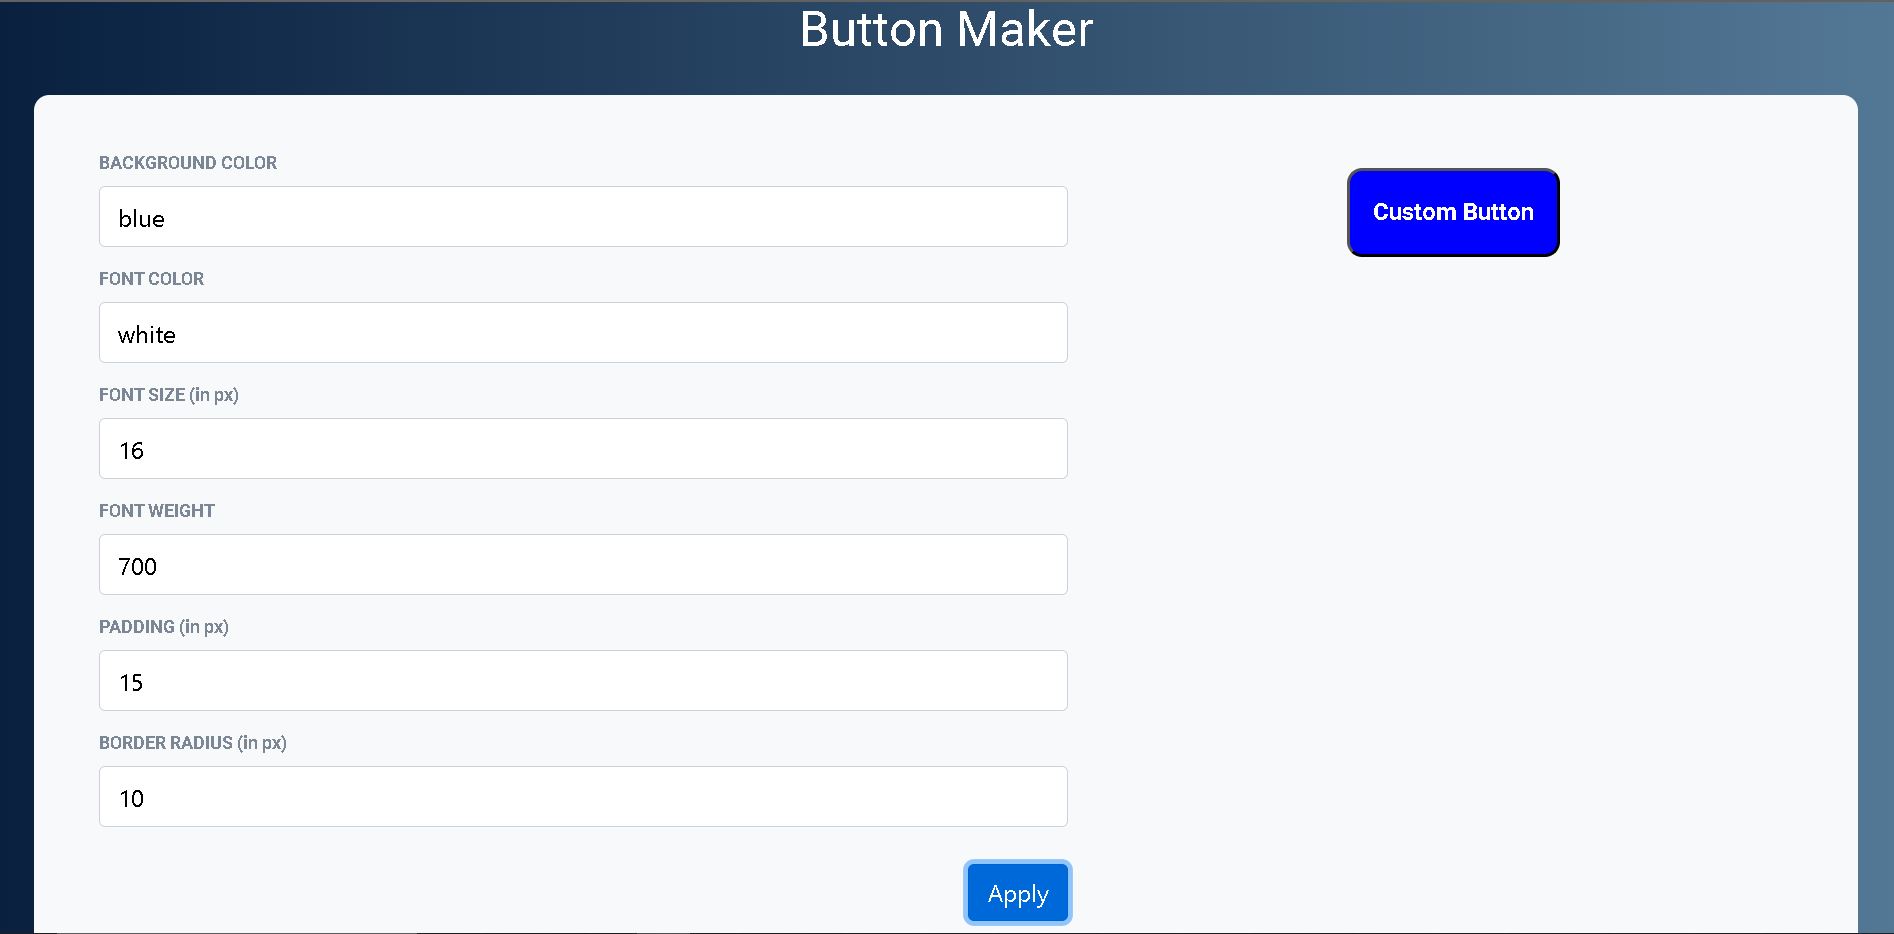 Button Maker
BACKGROUND COLOR
blue
Custom Button
FONT COLOR
white
FONT SIZE (in px)
16
FONT WEIGHT
700
PADDING (in px)
15
BORDER RADIUS (in px)
10
Apply